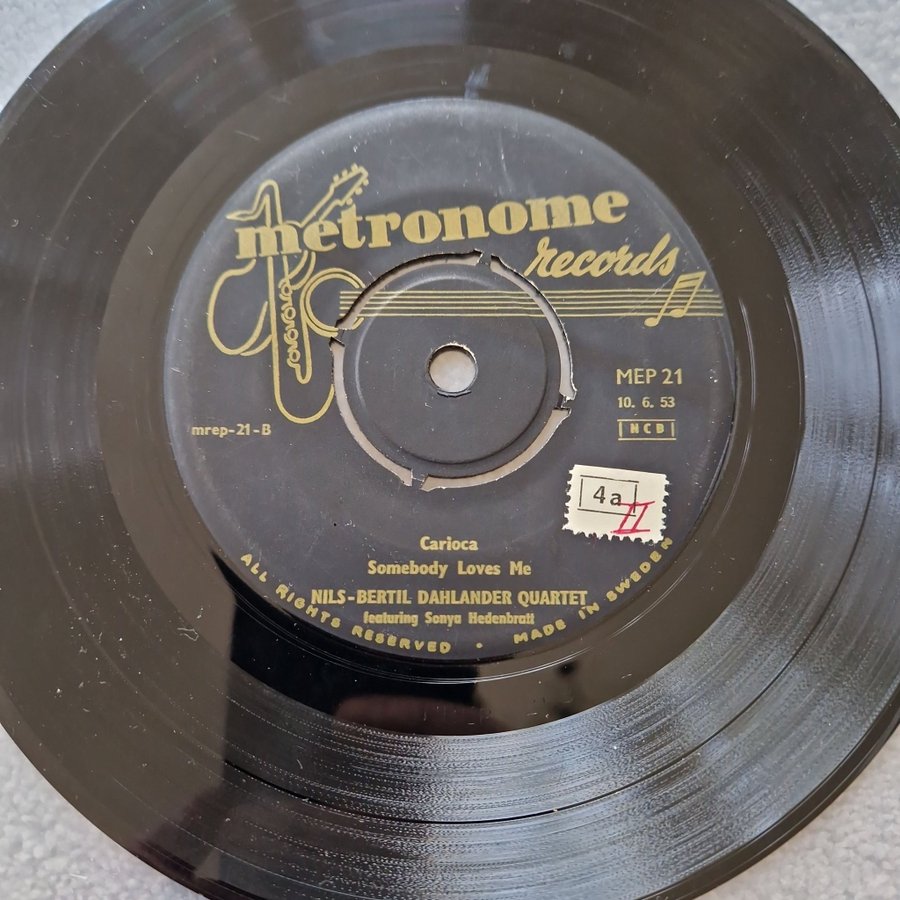 metronome
records
MEP 21
10. 6. 53
NCB
mrep-21-B
4a
II
Carioca
Somebody Loves Me
NILS-BERTIL DAHLANDER QUARTET
featuring Sonya Hedenbratt
ALL RIGHTS RESERVED · MADE IN SWEDEN